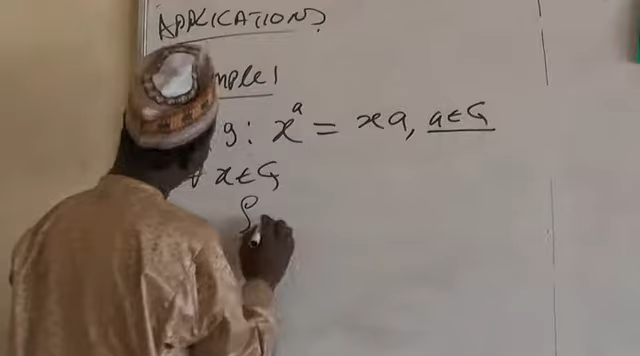 APPLICATIONS
mple 1
g: x^a = xa, a∈G
∀ x∈G